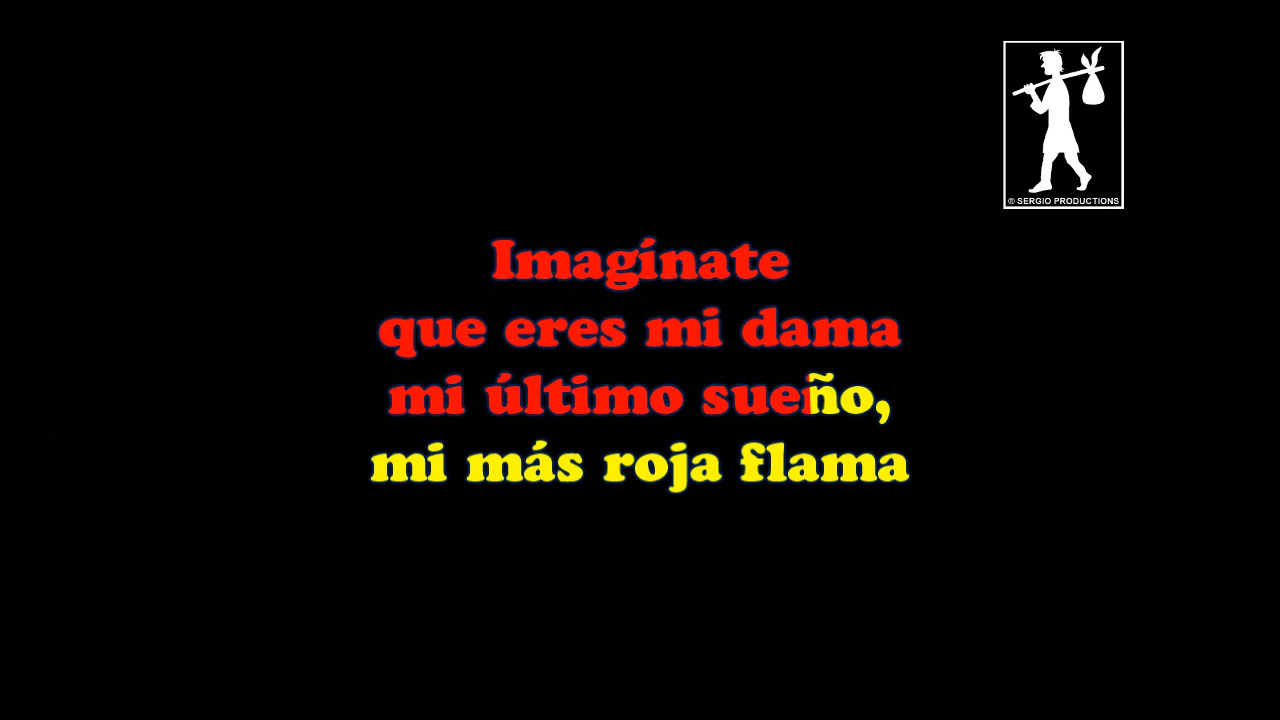 ® SERGIO PRODUCTIONS
Imagínate
que eres mi dama
mi último sueño,
mi más roja flama